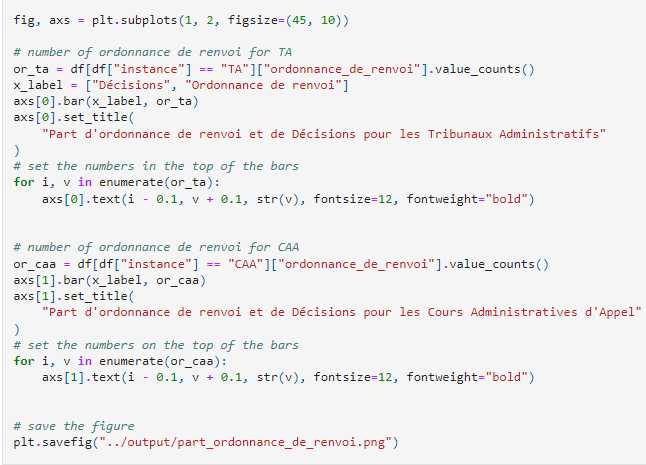 fig, axs = plt.subplots(1, 2, figsize=(45, 10))
# number of ordonnance de renvoi for TA
or_ta = df[df["instance"] == "TA"]["ordonnance_de_renvoi"].value_counts()
x_label = ["Décisions", "Ordonnance de renvoi"]
axs[0].bar(x_label, or_ta)
axs[0].set_title(
    "Part d'ordonnance de renvoi et de Décisions pour les Tribunaux Administratifs"
)
# set the numbers in the top of the bars
for i, v in enumerate(or_ta):
    axs[0].text(i - 0.1, v + 0.1, str(v), fontsize=12, fontweight="bold")
# number of ordonnance de renvoi for CAA
or_caa = df[df["instance"] == "CAA"]["ordonnance_de_renvoi"].value_counts()
axs[1].bar(x_label, or_caa)
axs[1].set_title(
    "Part d'ordonnance de renvoi et de Décisions pour les Cours Administratives d'Appel"
)
# set the numbers on the top of the bars
for i, v in enumerate(or_caa):
    axs[1].text(i - 0.1, v + 0.1, str(v), fontsize=12, fontweight="bold")
# save the figure
plt.savefig("../output/part_ordonnance_de_renvoi.png")